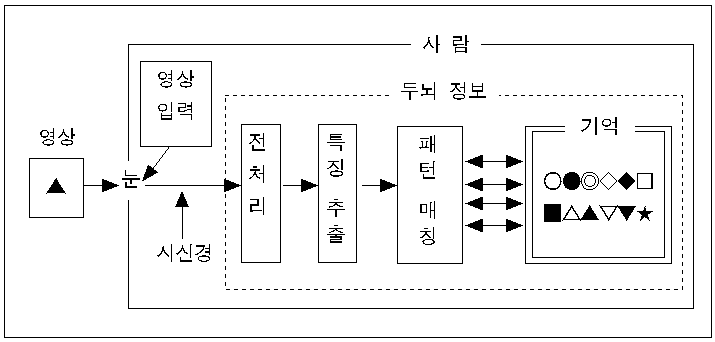 사 람
영상
입력
두뇌 정보
영상
눈
시신경
전
처
리
특
징
추
출
패
턴
매
칭
기억
○●◎◇◆□
■△▲▽▼★